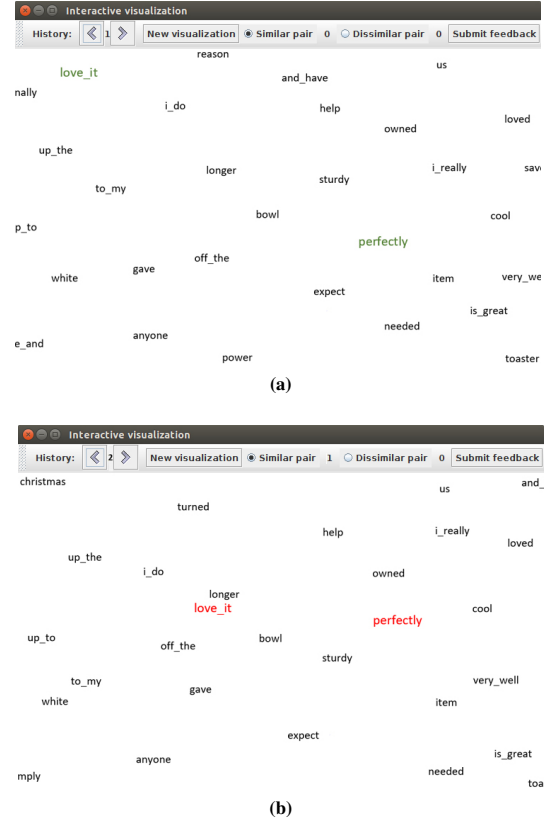 Interactive visualization
History: 1 New visualization Similar pair 0 Dissimilar pair 0 Submit feedback
reason
us
love_it
and_have
nally
i_do
help
loved
owned
up_the
longer
i_really
sav
sturdy
to_my
bowl
cool
p_to
perfectly
off_the
gave
white
item
very_we
expect
is_great
needed
anyone
e_and
power
toaster
(a)
Interactive visualization
History: 2 New visualization Similar pair 1 Dissimilar pair 0 Submit feedback
christmas
us
and_
turned
help
i_really
loved
up_the
i_do
owned
longer
love_it
cool
perfectly
up_to
bowl
off_the
sturdy
to_my
very_well
gave
white
item
expect
is_great
anyone
needed
mply
toa
(b)